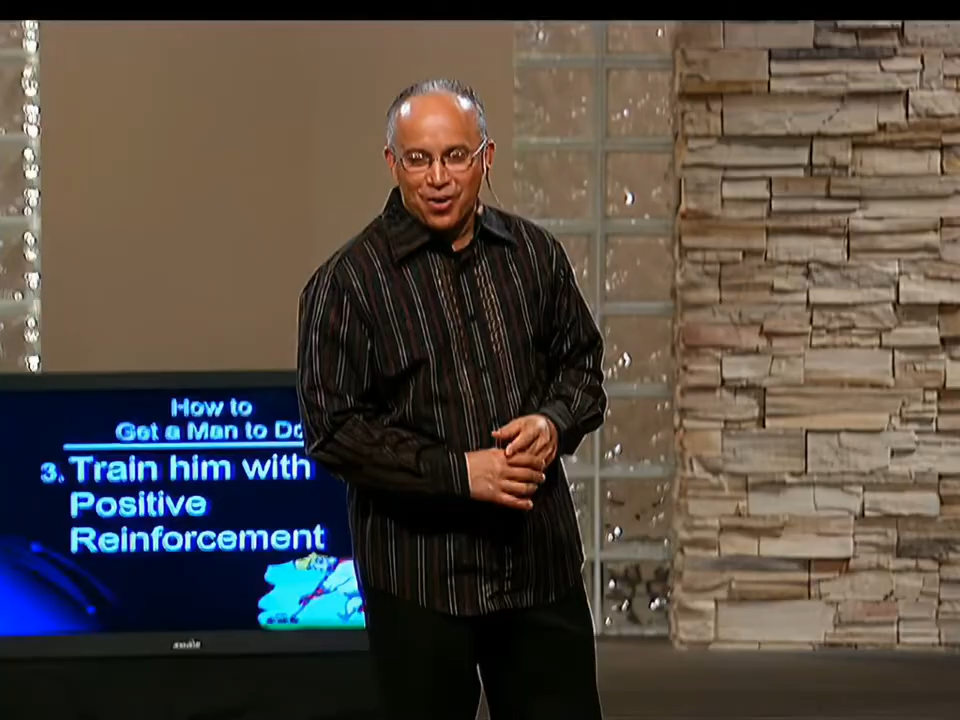 How to
Get a Man to Do
3. Train him with
Positive
Reinforcement